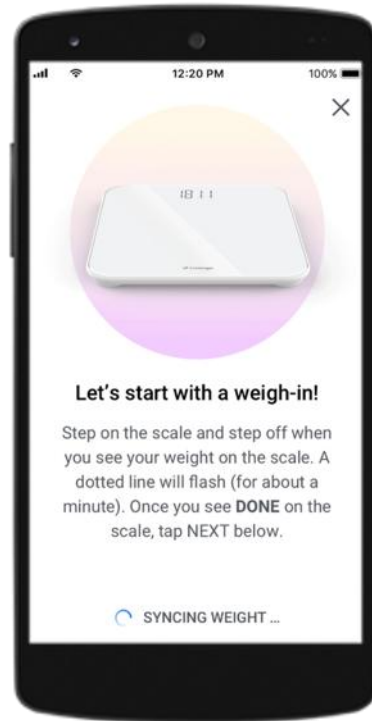 12:20 PM
100%
181 1
Let's start with a weigh-in!
Step on the scale and step off when
you see your weight on the scale. A
dotted line will flash (for about a
minute). Once you see DONE on the
scale, tap NEXT below.
SYNCING WEIGHT ...